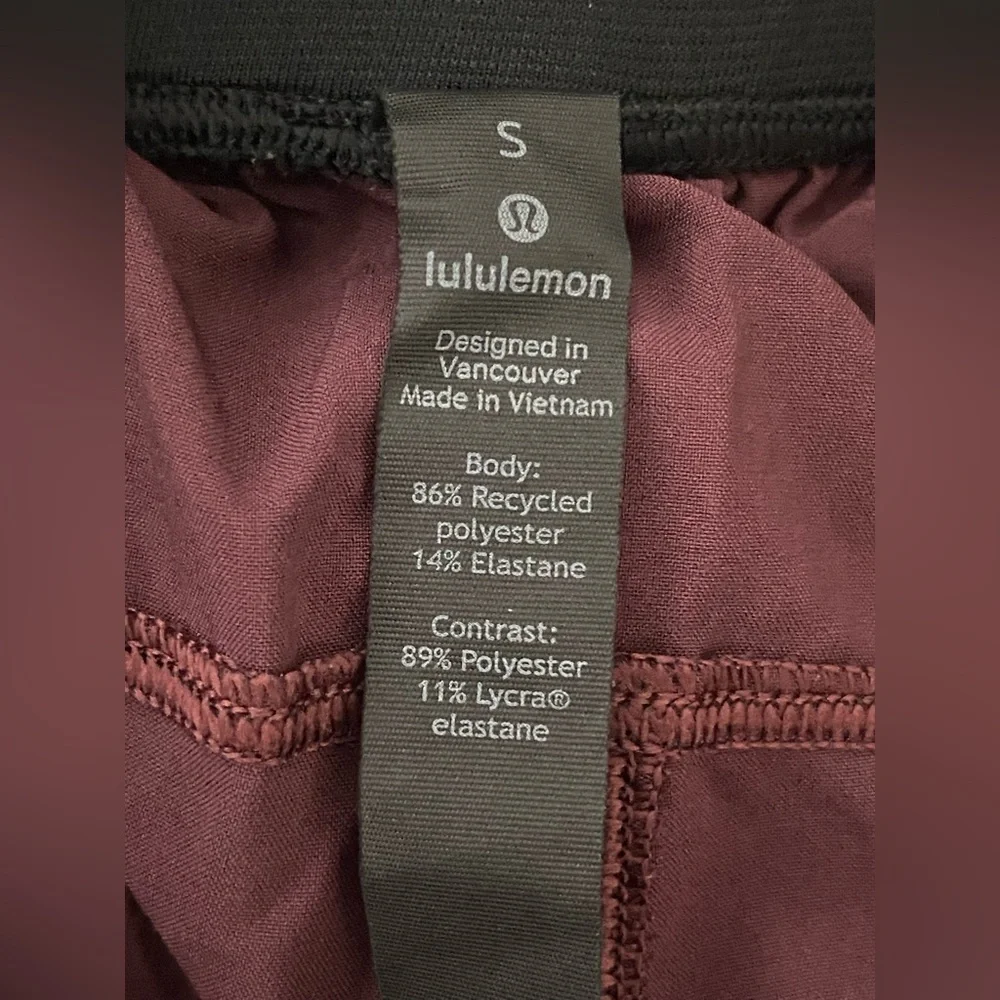 S
lululemon
Designed in
Vancouver
Made in Vietnam
Body:
86% Recycled
polyester
14% Elastane
Contrast:
89% Polyester
11% Lycra®
elastane